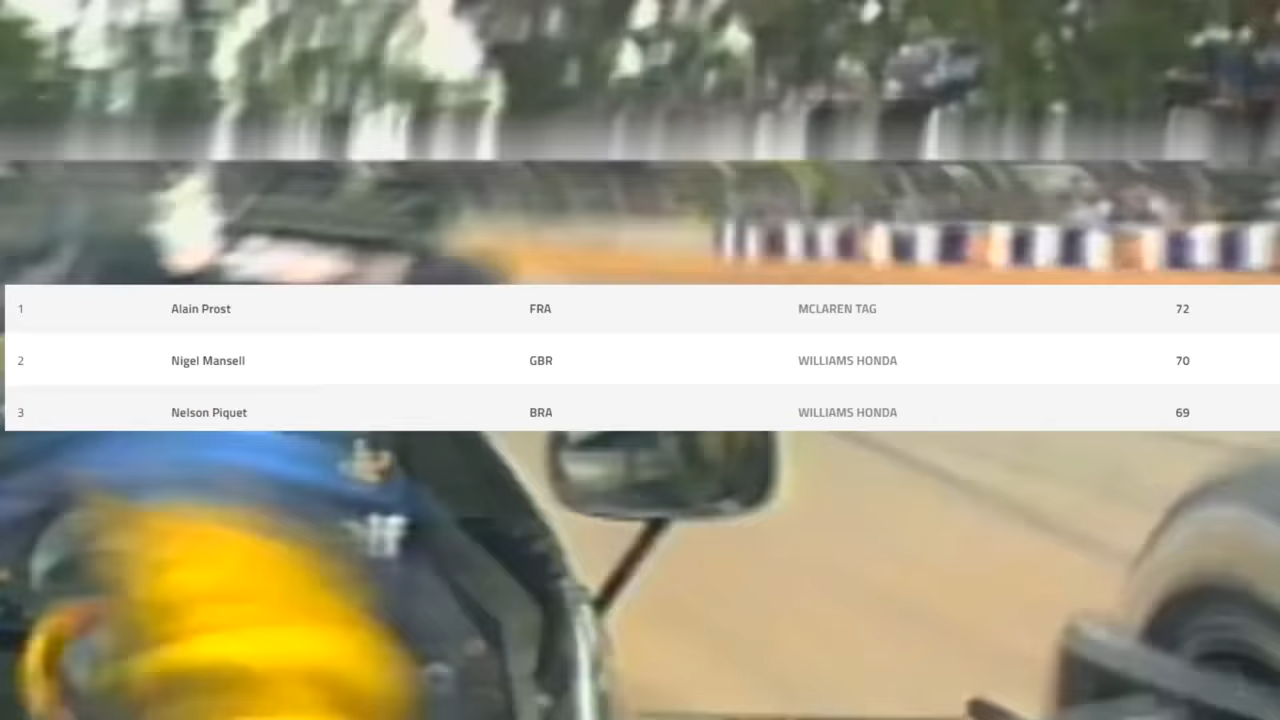 1 Alain Prost FRA MCLAREN TAG 72
2 Nigel Mansell GBR WILLIAMS HONDA 70
3 Nelson Piquet BRA WILLIAMS HONDA 69